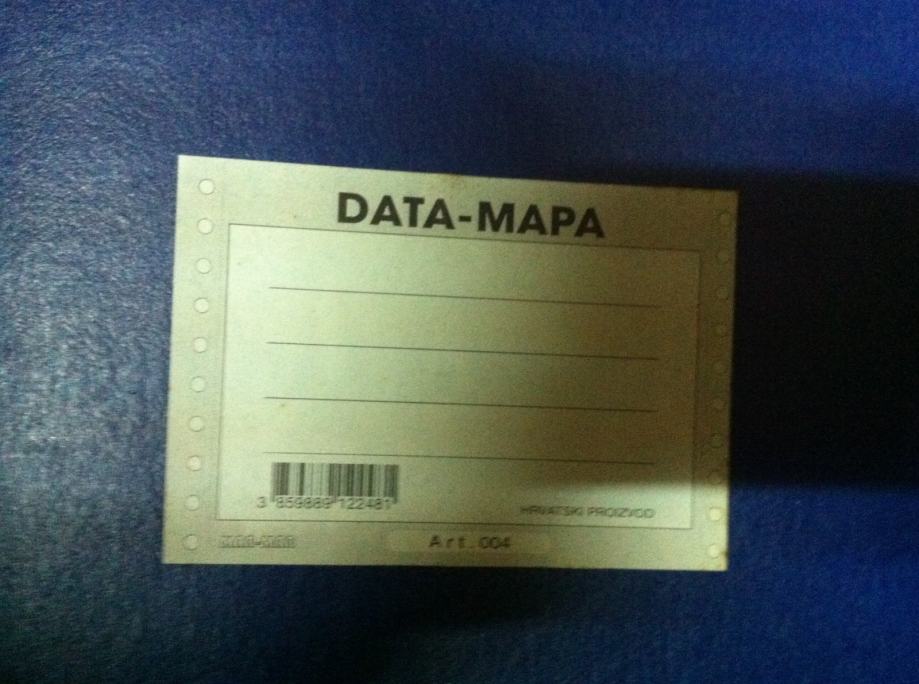 DATA-MAPA
3 859889 122481
HRVATSKI PROIZVOD
Art. 004